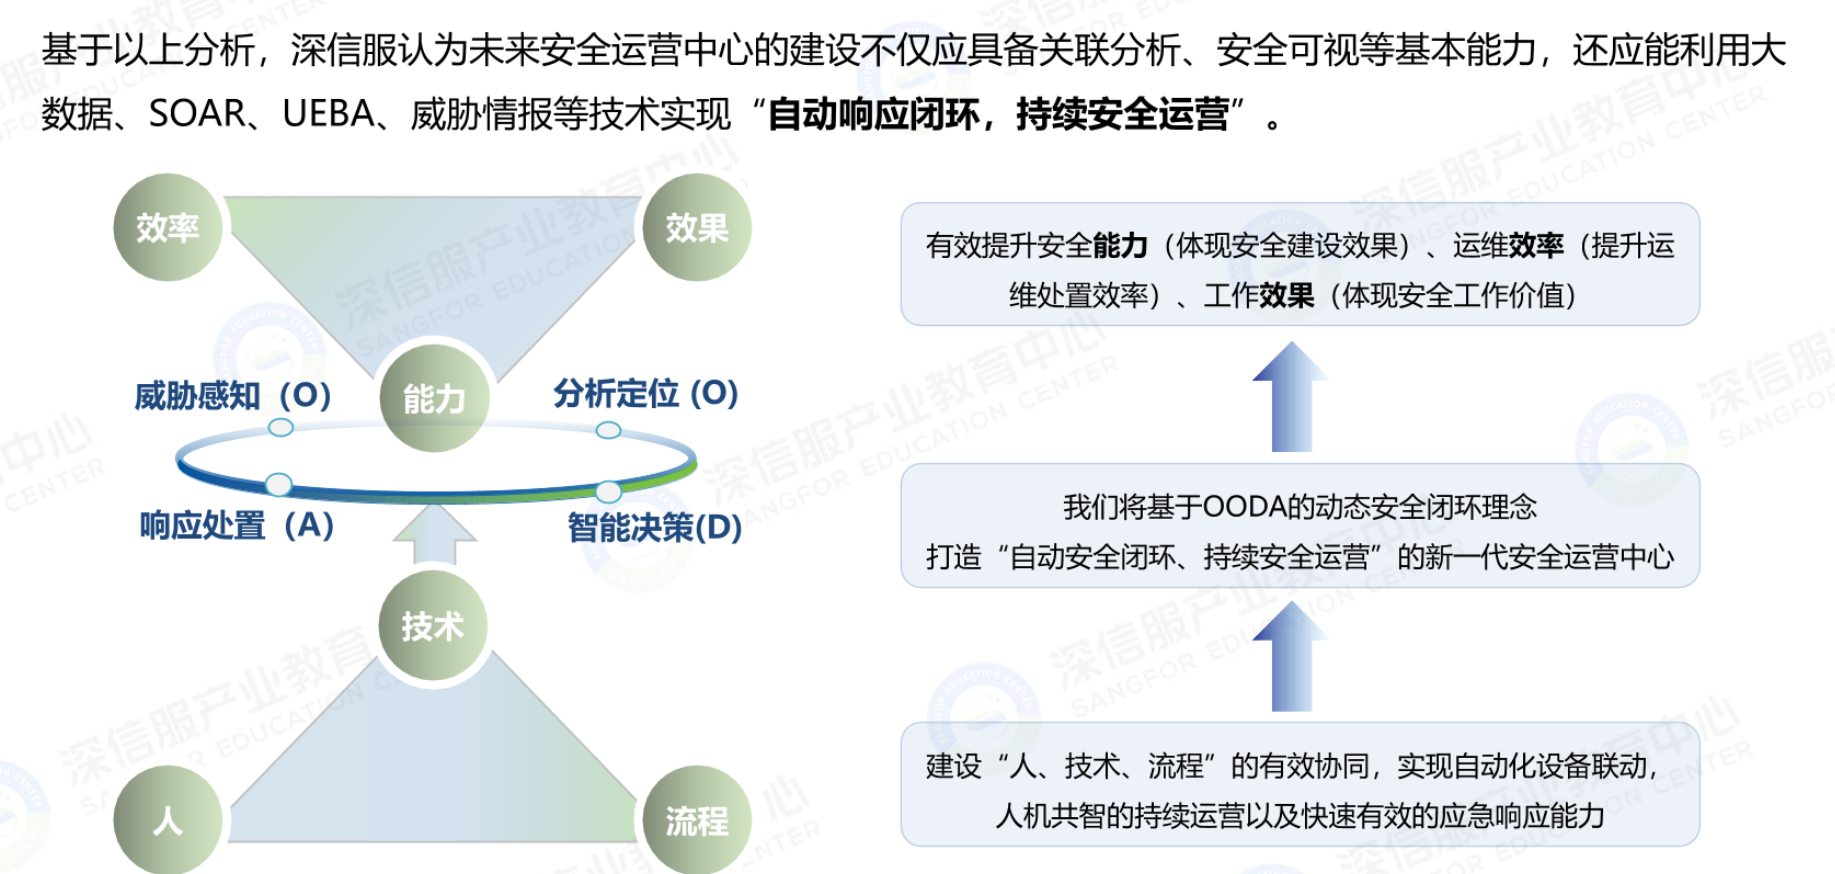 基于以上分析，深信服认为未来安全运营中心的建设不仅应具备关联分析、安全可视等基本能力，还应能利用大
数据、SOAR、UEBA、威胁情报等技术实现“自动响应闭环，持续安全运营”。
效率
效果
能力
威胁感知（O）
分析定位 (O)
响应处置（A）
智能决策(D)
技术
人
流程
有效提升安全能力（体现安全建设效果）、运维效率（提升运
维处置效率）、工作效果（体现安全工作价值）
我们将基于OODA的动态安全闭环理念
打造“自动安全闭环、持续安全运营”的新一代安全运营中心
建设“人、技术、流程”的有效协同，实现自动化设备联动，
人机共智的持续运营以及快速有效的应急响应能力
深信服产业教育中心
SANGFOR EDUCATION CENTER